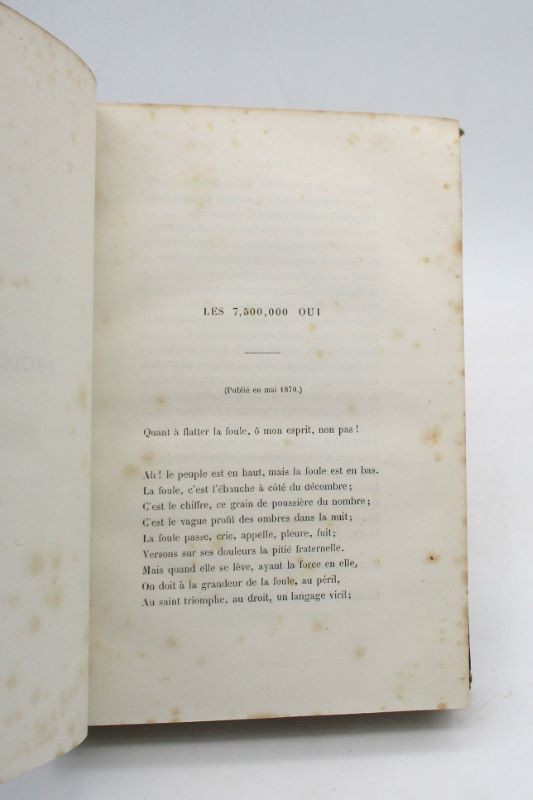 LES 7,500,000 OUI
(Publié en mai 1870.)
Quant à flatter la foule, ô mon esprit, non pas !
Ah ! le peuple est en haut, mais la foule est en bas.
La foule, c'est l'ébauche à côté du décombre ;
C'est le chiffre, ce grain de poussière du nombre ;
C'est le vague profil des ombres dans la nuit ;
La foule passe, crie, appelle, pleure, fuit ;
Versons sur ses douleurs la pitié fraternelle.
Mais quand elle se lève, ayant la force en elle,
On doit à la grandeur de la foule, au péril,
Au saint triomphe, au droit, un langage viril ;